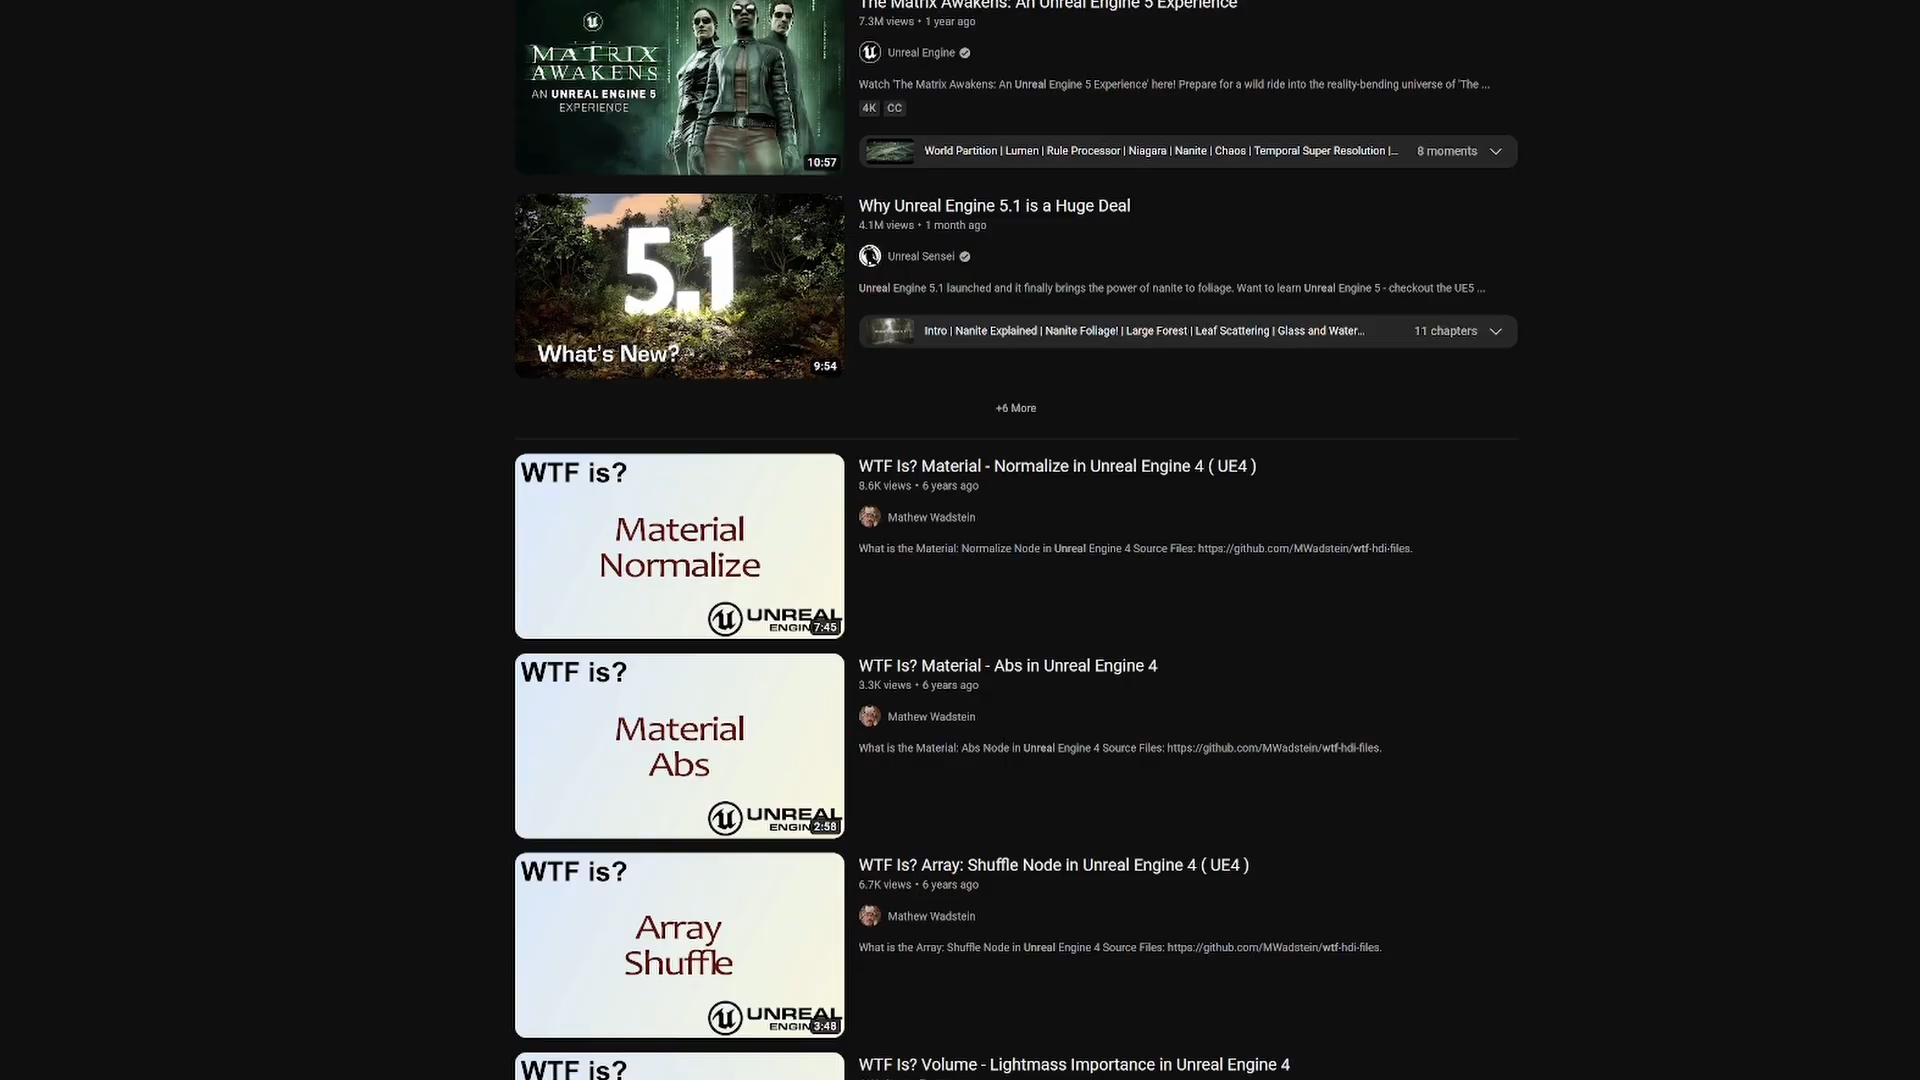 The Matrix Awakens: An Unreal Engine 5 Experience
7.3M views • 1 year ago
MATRIX
AWAKENS
AN UNREAL ENGINE 5
EXPERIENCE
10:57
Unreal Engine
Watch 'The Matrix Awakens: An Unreal Engine 5 Experience' here! Prepare for a wild ride into the reality-bending universe of 'The ...
4K CC
World Partition | Lumen | Rule Processor | Niagara | Nanite | Chaos | Temporal Super Resolution |... 8 moments
5.1
What's New?
9:54
Why Unreal Engine 5.1 is a Huge Deal
4.1M views • 1 month ago
Unreal Sensei
Unreal Engine 5.1 launched and it finally brings the power of nanite to foliage. Want to learn Unreal Engine 5 - checkout the UE5 ...
Intro | Nanite Explained | Nanite Foliage! | Large Forest | Leaf Scattering | Glass and Water... 11 chapters
+6 More
WTF is?
Material
Normalize
UNREAL
ENGIN
7:45
WTF Is? Material - Normalize in Unreal Engine 4 ( UE4 )
8.6K views • 6 years ago
Mathew Wadstein
What is the Material: Normalize Node in Unreal Engine 4 Source Files: https://github.com/MWadstein/wtf-hdi-files.
WTF is?
Material
Abs
UNREAL
ENGIN
2:58
WTF Is? Material - Abs in Unreal Engine 4
3.3K views • 6 years ago
Mathew Wadstein
What is the Material: Abs Node in Unreal Engine 4 Source Files: https://github.com/MWadstein/wtf-hdi-files.
WTF is?
Array
Shuffle
UNREAL
ENGIN
3:48
WTF Is? Array: Shuffle Node in Unreal Engine 4 ( UE4 )
6.7K views • 6 years ago
Mathew Wadstein
What is the Array: Shuffle Node in Unreal Engine 4 Source Files: https://github.com/MWadstein/wtf-hdi-files.
WTF is?
WTF Is? Volume - Lightmass Importance in Unreal Engine 4